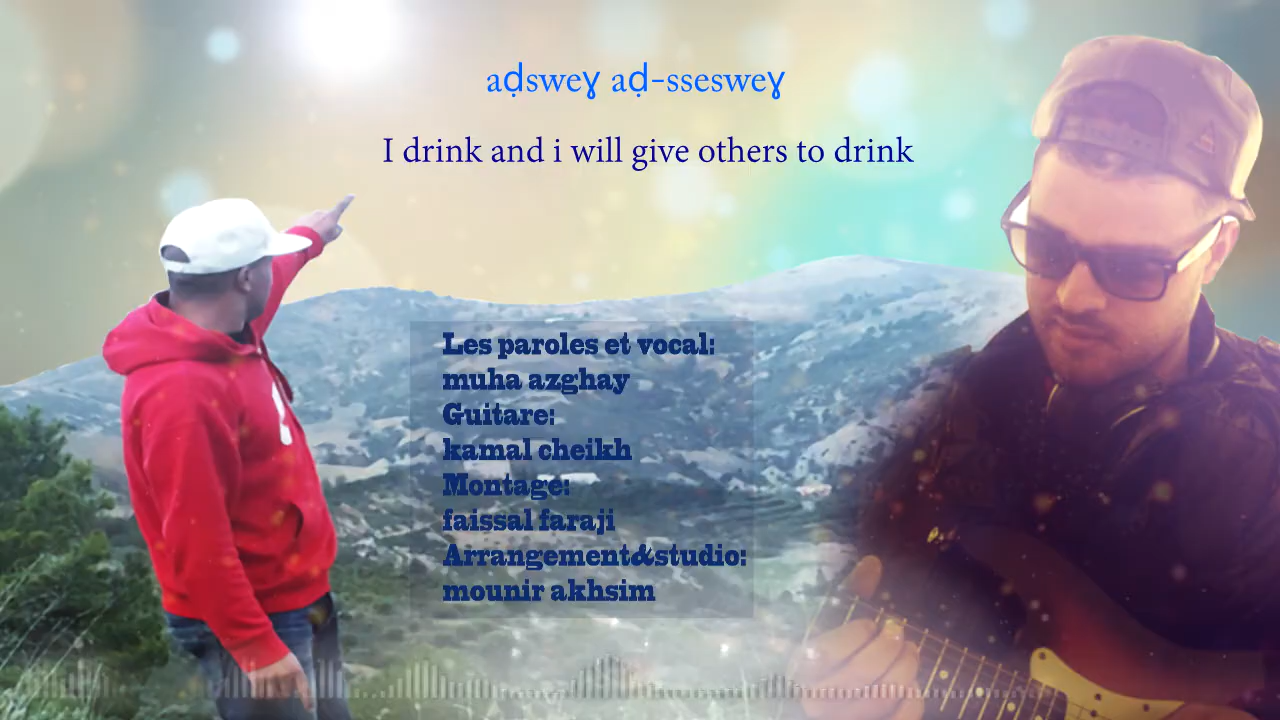 aḍsweɣ aḍ-ssesweɣ
I drink and i will give others to drink
Les paroles et vocal:
muha azghay
Guitare:
kamal cheikh
Montage:
faissal faraji
Arrangement&studio:
mounir akhsim